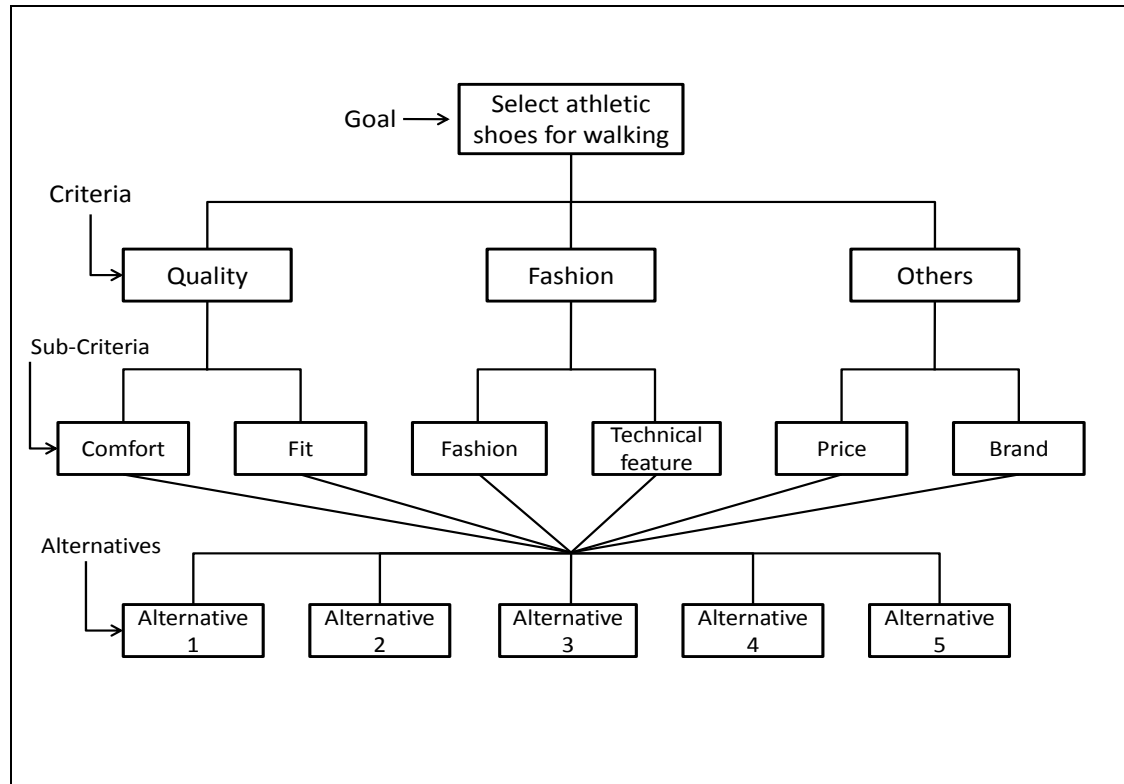 Select athletic
shoes for walking
Goal
Criteria
Quality
Fashion
Others
Sub-Criteria
Comfort
Fit
Fashion
Technical
feature
Price
Brand
Alternatives
Alternative
1
Alternative
2
Alternative
3
Alternative
4
Alternative
5